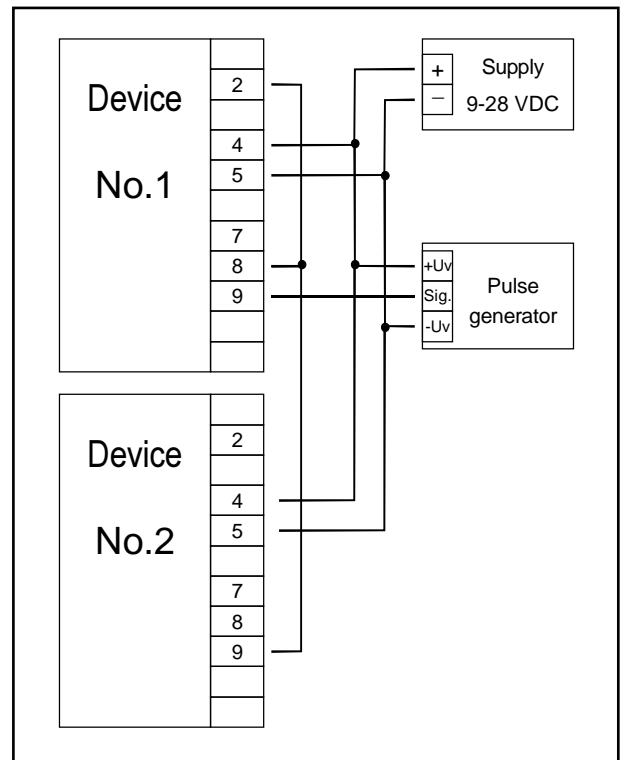 Device
No.1
2
4
5
7
8
9
+ Supply
− 9-28 VDC
+Uv
Sig.
-Uv
Pulse
generator
Device
No.2
2
4
5
7
8
9